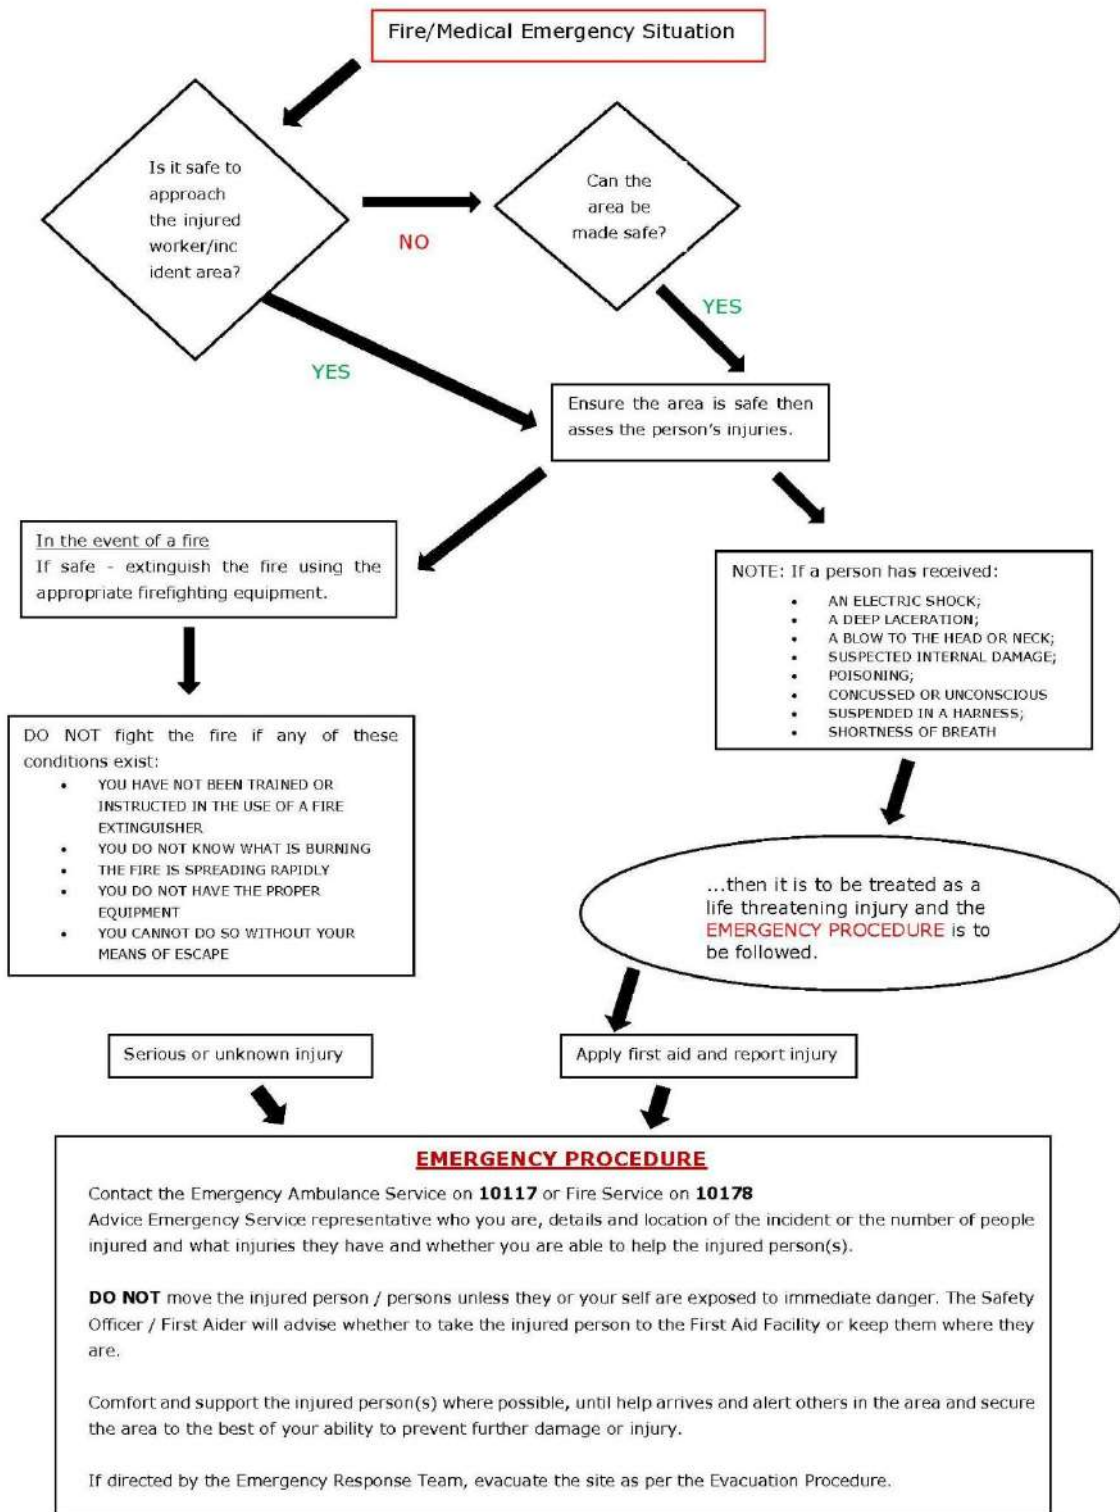 Fire/Medical Emergency Situation
Is it safe to
approach
the injured
worker/inc
ident area?
NO
Can the
area be
made safe?
YES
YES
Ensure the area is safe then
asses the person's injuries.
In the event of a fire
If safe - extinguish the fire using the
appropriate firefighting equipment.
NOTE: If a person has received:
• AN ELECTRIC SHOCK;
• A DEEP LACERATION;
• A BLOW TO THE HEAD OR NECK;
• SUSPECTED INTERNAL DAMAGE;
• POISONING;
• CONCUSSED OR UNCONSCIOUS
• SUSPENDED IN A HARNESS;
• SHORTNESS OF BREATH
DO NOT fight the fire if any of these
conditions exist:
• YOU HAVE NOT BEEN TRAINED OR
INSTRUCTED IN THE USE OF A FIRE
EXTINGUISHER
• YOU DO NOT KNOW WHAT IS BURNING
• THE FIRE IS SPREADING RAPIDLY
• YOU DO NOT HAVE THE PROPER
EQUIPMENT
• YOU CANNOT DO SO WITHOUT YOUR
MEANS OF ESCAPE
...then it is to be treated as a
life threatening injury and the
EMERGENCY PROCEDURE is to
be followed.
Serious or unknown injury
Apply first aid and report injury
EMERGENCY PROCEDURE
Contact the Emergency Ambulance Service on 10117 or Fire Service on 10178
Advice Emergency Service representative who you are, details and location of the incident or the number of people
injured and what injuries they have and whether you are able to help the injured person(s).
DO NOT move the injured person / persons unless they or your self are exposed to immediate danger. The Safety
Officer / First Aider will advise whether to take the injured person to the First Aid Facility or keep them where they
are.
Comfort and support the injured person(s) where possible, until help arrives and alert others in the area and secure
the area to the best of your ability to prevent further damage or injury.
If directed by the Emergency Response Team, evacuate the site as per the Evacuation Procedure.